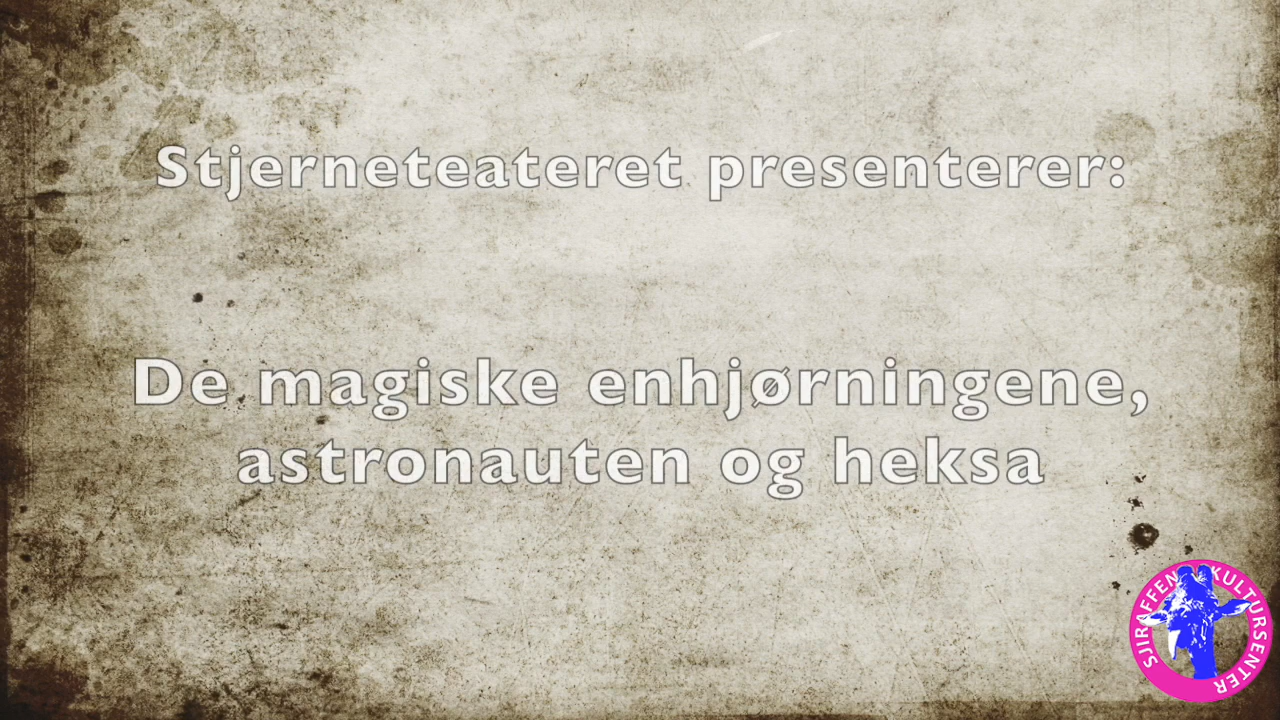 Stjerneteateret presenterer:
De magiske enhjørningene,
astronauten og heksa
SJIRAFFEN KULTURSENTER